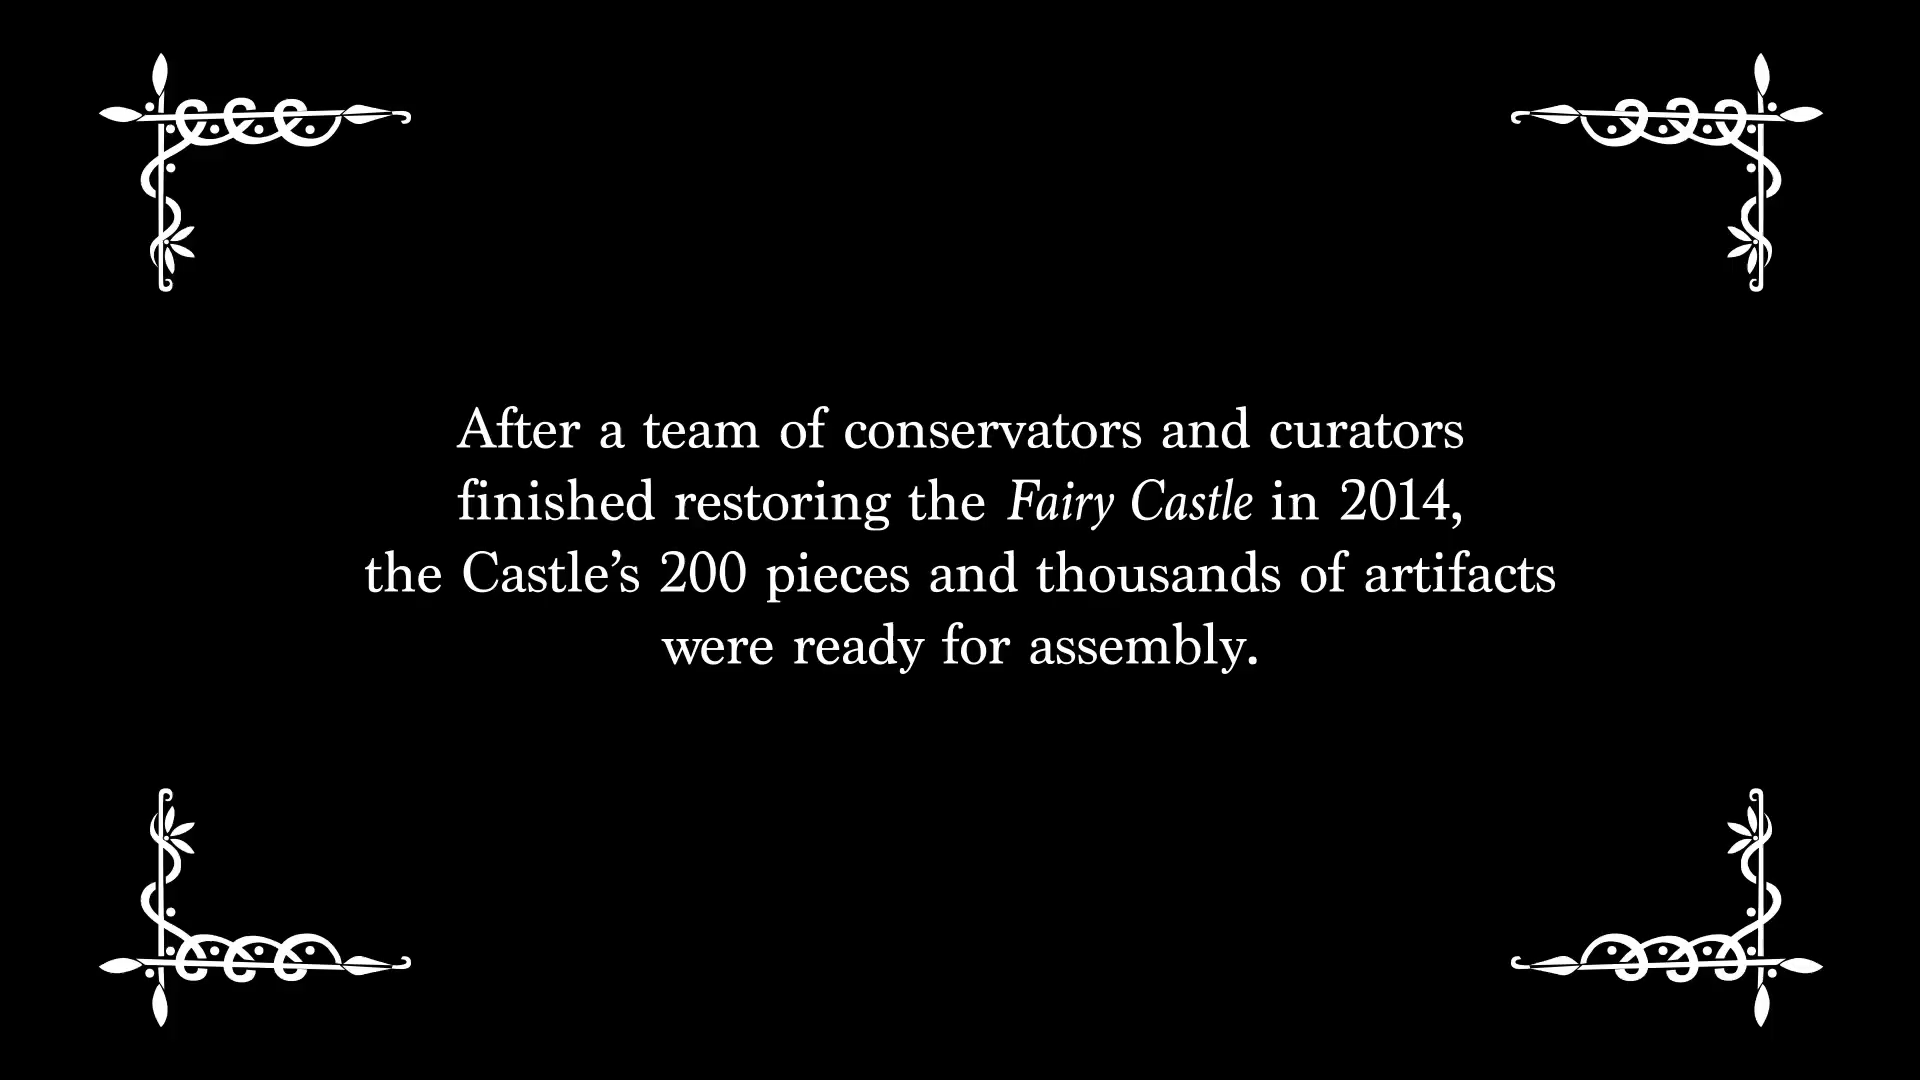 After a team of conservators and curators
finished restoring the Fairy Castle in 2014,
the Castle’s 200 pieces and thousands of artifacts
were ready for assembly.